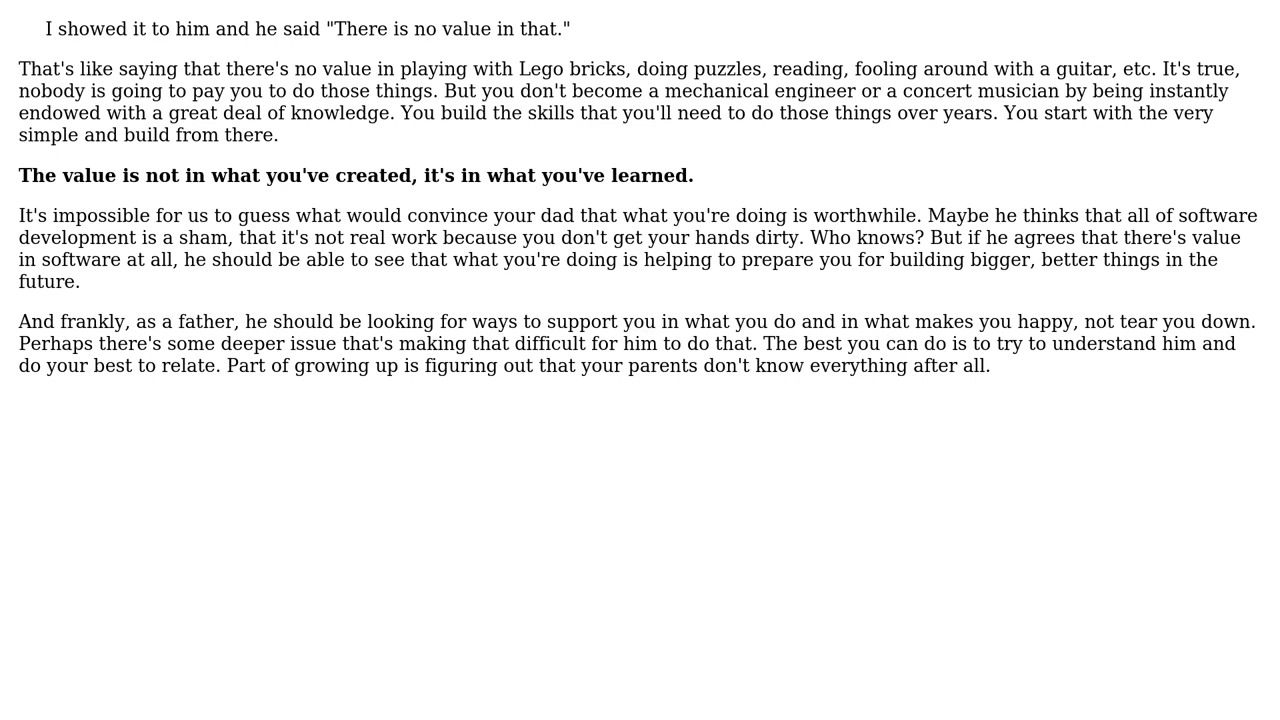 I showed it to him and he said "There is no value in that."
That's like saying that there's no value in playing with Lego bricks, doing puzzles, reading, fooling around with a guitar, etc. It's true,
nobody is going to pay you to do those things. But you don't become a mechanical engineer or a concert musician by being instantly
endowed with a great deal of knowledge. You build the skills that you'll need to do those things over years. You start with the very
simple and build from there.
The value is not in what you've created, it's in what you've learned.
It's impossible for us to guess what would convince your dad that what you're doing is worthwhile. Maybe he thinks that all of software
development is a sham, that it's not real work because you don't get your hands dirty. Who knows? But if he agrees that there's value
in software at all, he should be able to see that what you're doing is helping to prepare you for building bigger, better things in the
future.
And frankly, as a father, he should be looking for ways to support you in what you do and in what makes you happy, not tear you down.
Perhaps there's some deeper issue that's making that difficult for him to do that. The best you can do is to try to understand him and
do your best to relate. Part of growing up is figuring out that your parents don't know everything after all.